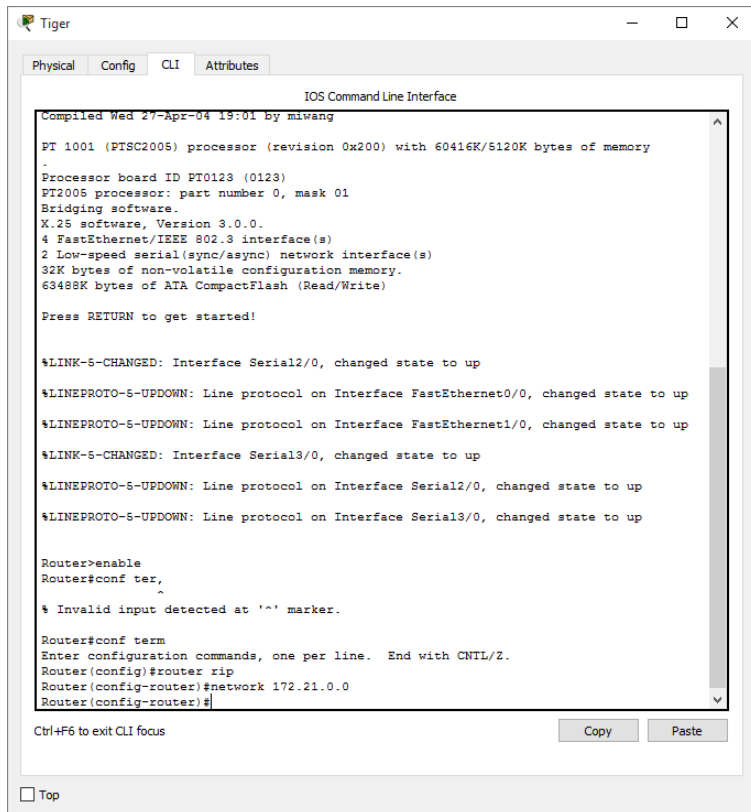 Tiger
Physical Config CLI Attributes
IOS Command Line Interface
Compiled Wed 27-Apr-04 19:01 by miwang
PT 1001 (PTSC2005) processor (revision 0x200) with 60416K/5120K bytes of memory
.
Processor board ID PT0123 (0123)
PT2005 processor: part number 0, mask 01
Bridging software.
X.25 software, Version 3.0.0.
4 FastEthernet/IEEE 802.3 interface(s)
2 Low-speed serial(sync/async) network interface(s)
32K bytes of non-volatile configuration memory.
63488K bytes of ATA CompactFlash (Read/Write)
Press RETURN to get started!
%LINK-5-CHANGED: Interface Serial2/0, changed state to up
%LINEPROTO-5-UPDOWN: Line protocol on Interface FastEthernet0/0, changed state to up
%LINEPROTO-5-UPDOWN: Line protocol on Interface FastEthernet1/0, changed state to up
%LINK-5-CHANGED: Interface Serial3/0, changed state to up
%LINEPROTO-5-UPDOWN: Line protocol on Interface Serial2/0, changed state to up
%LINEPROTO-5-UPDOWN: Line protocol on Interface Serial3/0, changed state to up
Router>enable
Router#conf ter,
^
% Invalid input detected at '^' marker.
Router#conf term
Enter configuration commands, one per line.  End with CNTL/Z.
Router(config)#router rip
Router(config-router)#network 172.21.0.0
Router(config-router)#
Ctrl+F6 to exit CLI focus
Copy Paste
Top